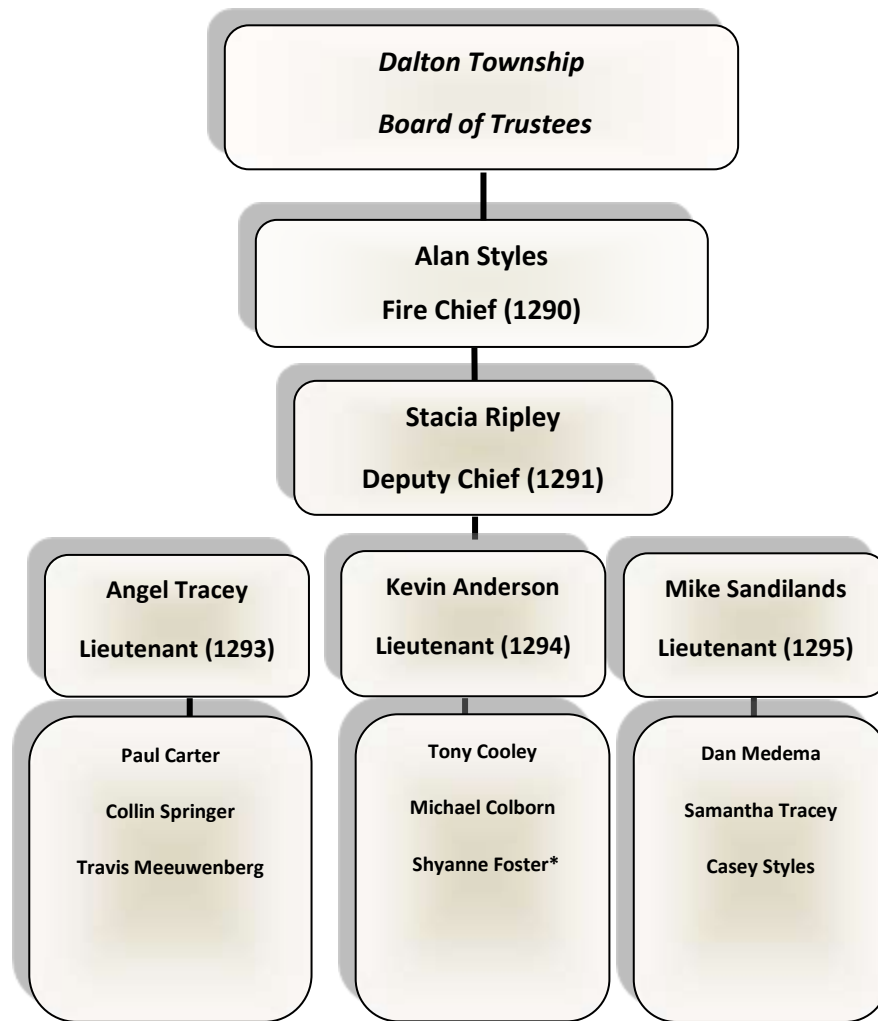 Dalton Township
Board of Trustees
Alan Styles
Fire Chief (1290)
Stacia Ripley
Deputy Chief (1291)
Angel Tracey
Lieutenant (1293)
Kevin Anderson
Lieutenant (1294)
Mike Sandilands
Lieutenant (1295)
Paul Carter
Collin Springer
Travis Meeuwenberg
Tony Cooley
Michael Colborn
Shyanne Foster*
Dan Medema
Samantha Tracey
Casey Styles